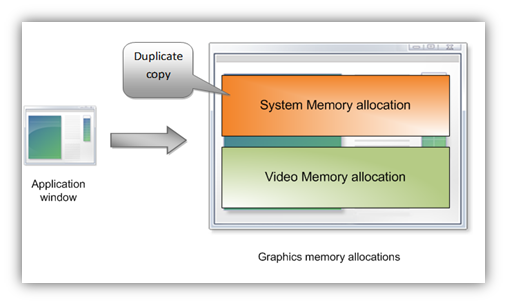 Duplicate
copy
System Memory allocation
Video Memory allocation
Application
window
Graphics memory allocations